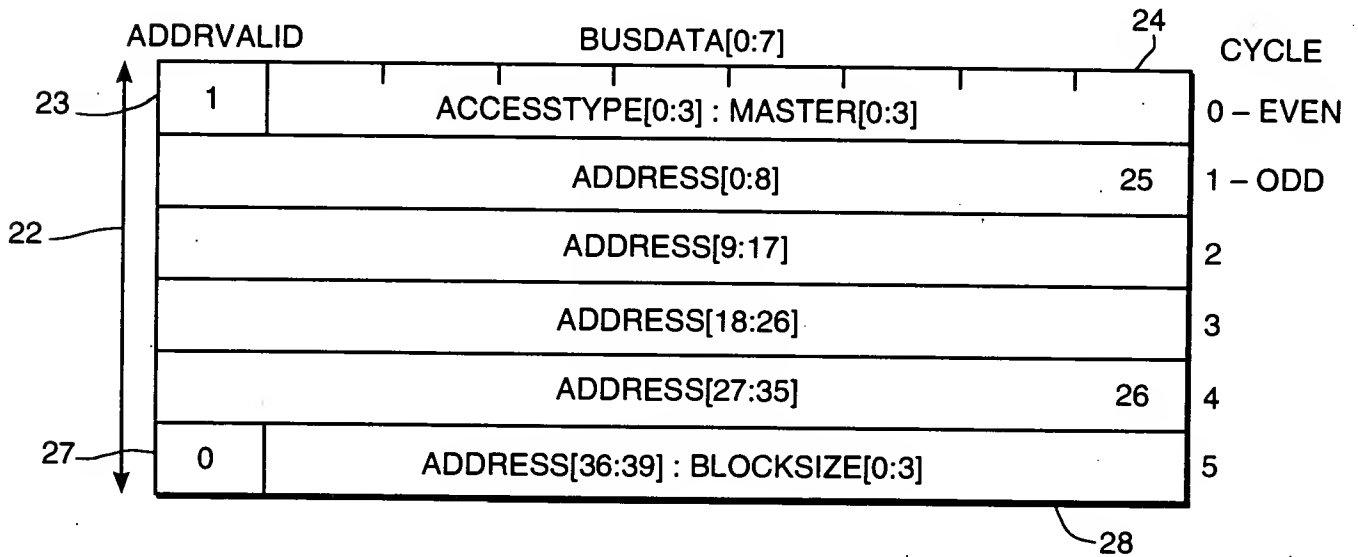 ADDRVALID BUSDATA[0:7] 24 CYCLE
23 1 ACCESSTYPE[0:3] : MASTER[0:3] 0 – EVEN
ADDRESS[0:8] 25 1 – ODD
22 ADDRESS[9:17] 2
ADDRESS[18:26] 3
ADDRESS[27:35] 26 4
27 0 ADDRESS[36:39] : BLOCKSIZE[0:3] 5
28